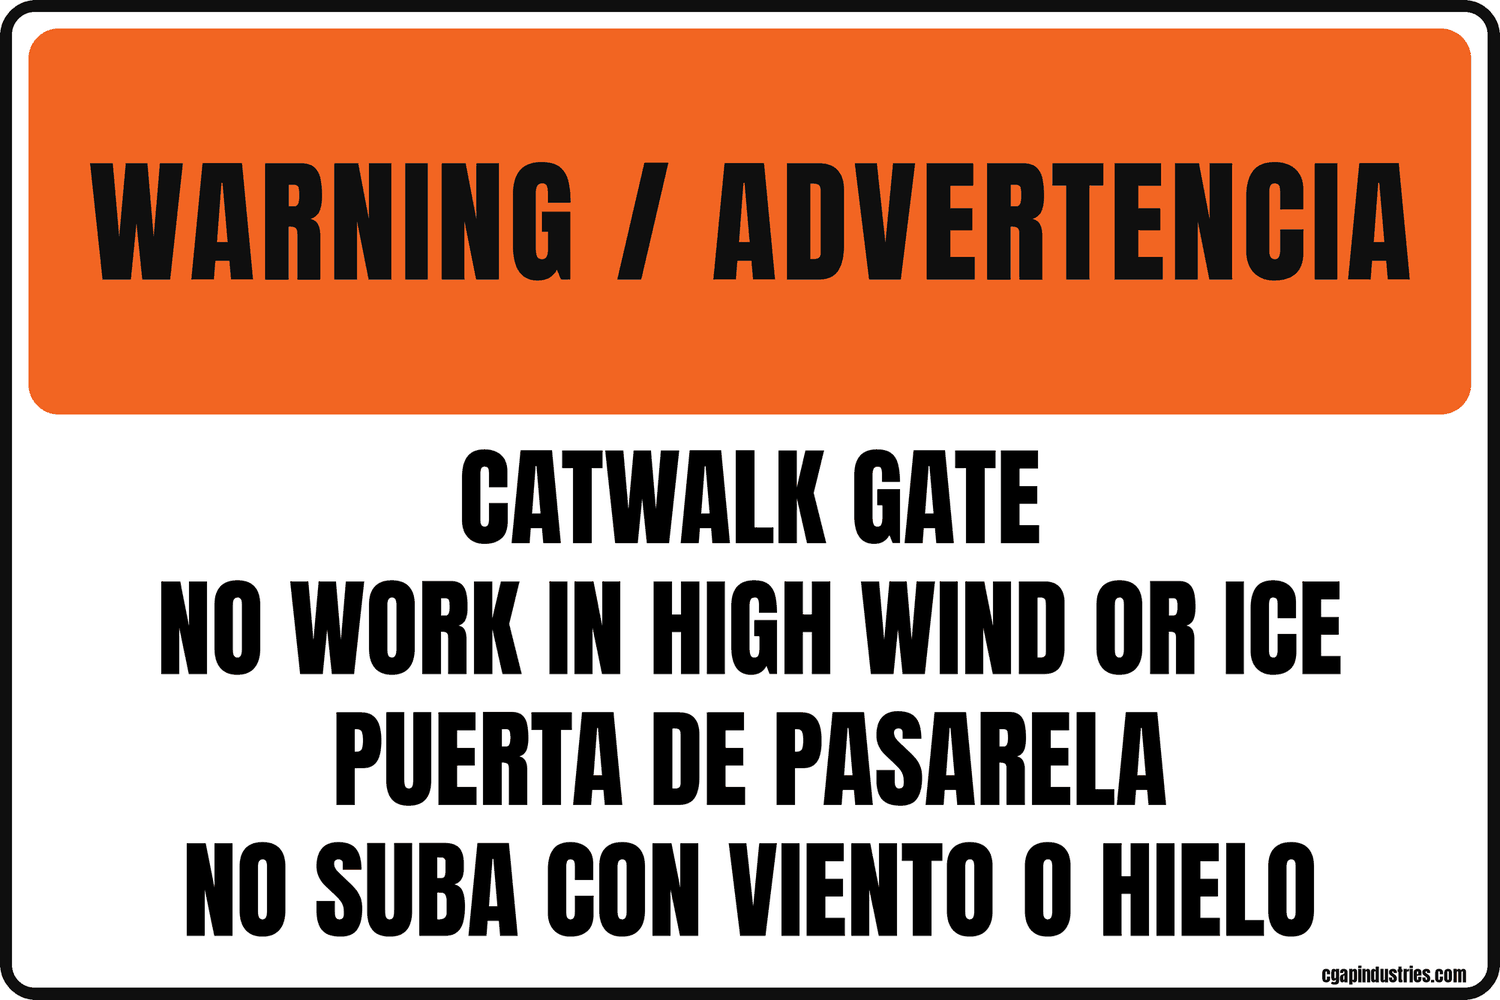 WARNING / ADVERTENCIA
CATWALK GATE
NO WORK IN HIGH WIND OR ICE
PUERTA DE PASARELA
NO SUBA CON VIENTO O HIELO
cgapindustries.com